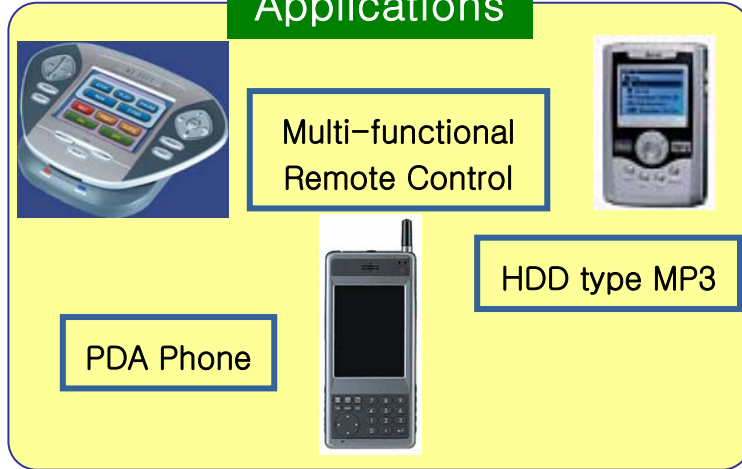 Applications
Multi-functional
Remote Control
HDD type MP3
PDA Phone